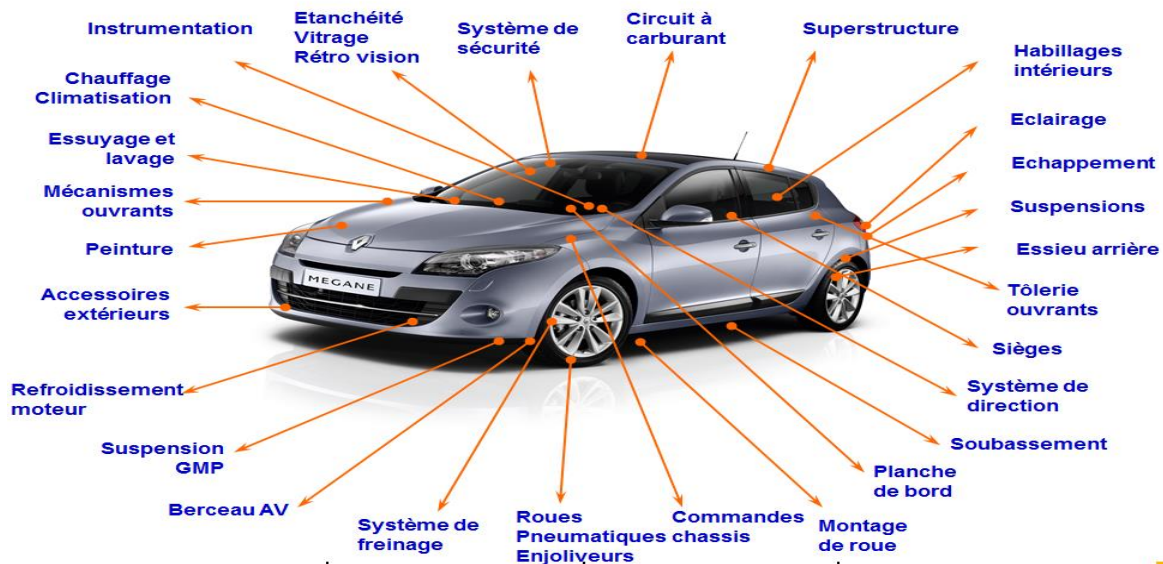 Instrumentation
Etanchéité
Vitrage
Rétro vision
Système de
sécurité
Circuit à
carburant
Superstructure
Habillages
intérieurs
Chauffage
Climatisation
Eclairage
Essuyage et
lavage
Echappement
Mécanismes
ouvrants
Suspensions
Peinture
Essieu arrière
MEGANE
Accessoires
extérieurs
Tôlerie
ouvrants
Sièges
Refroidissement
moteur
Système de
direction
Suspension
GMP
Soubassement
Planche
de bord
Berceau AV
Système de
freinage
Roues
Pneumatiques
Enjoliveurs
Commandes
chassis
Montage
de roue